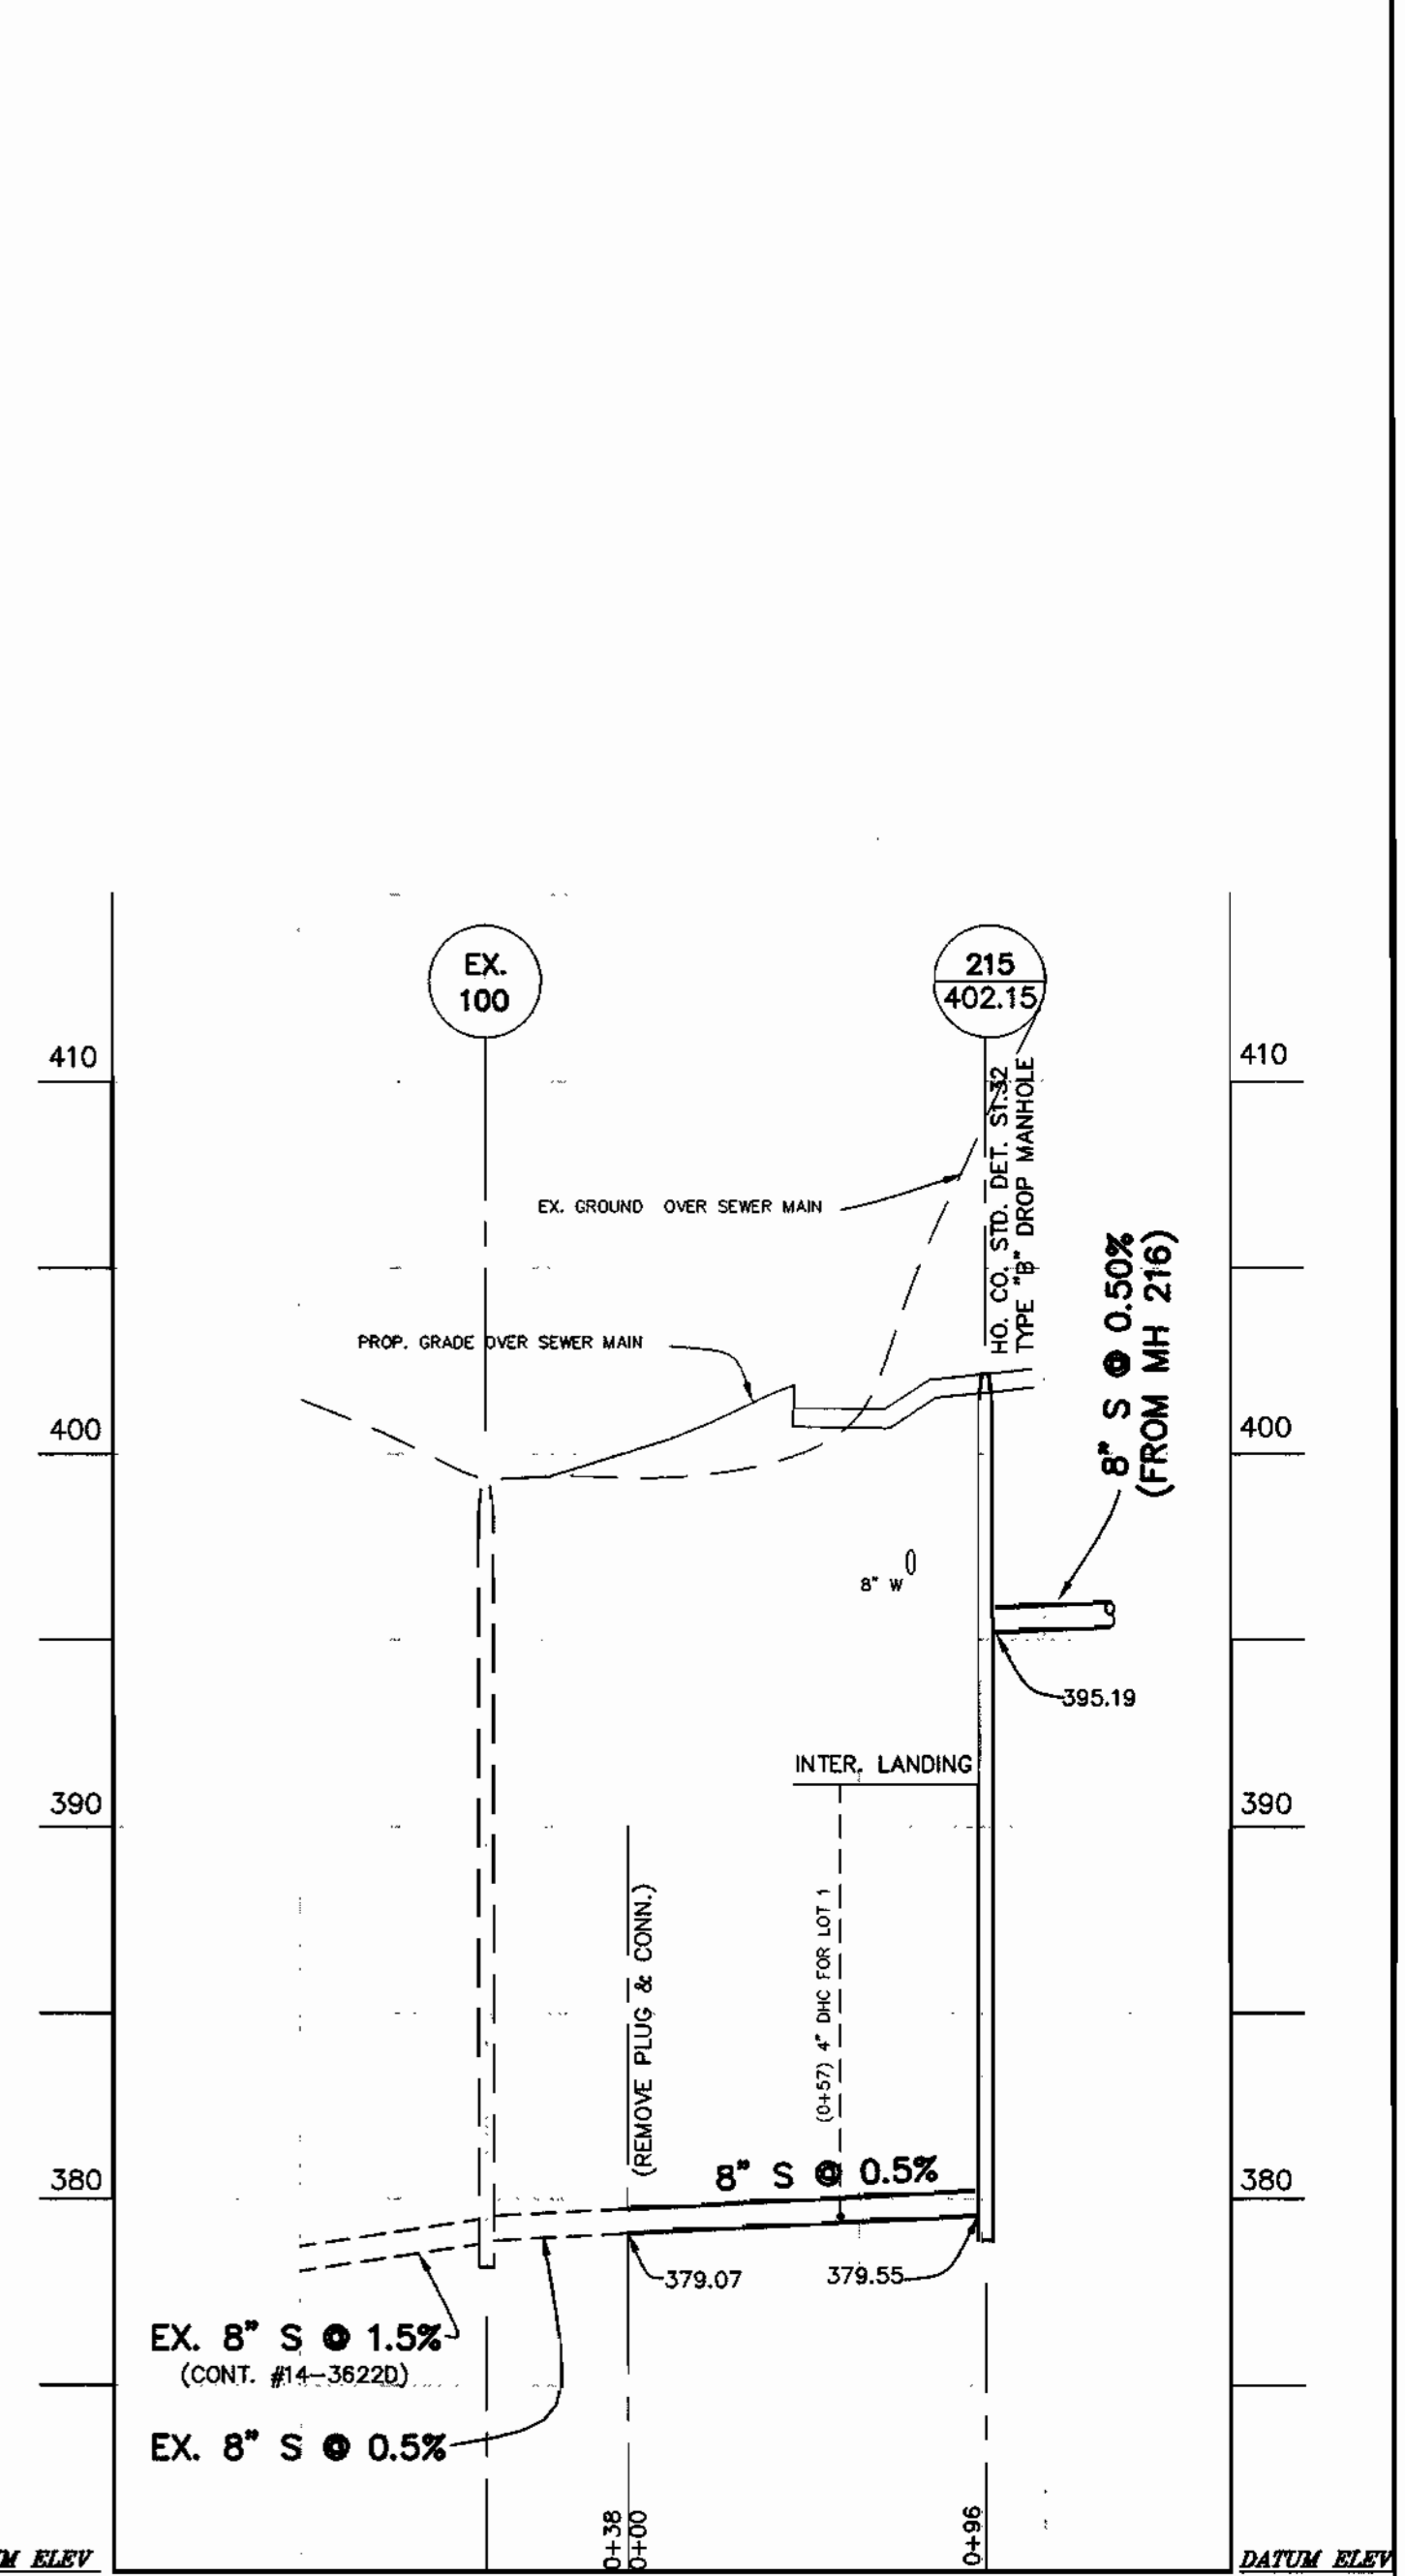 EX.
100
215
402.15
410
410
HO. CO. STD. DET. S1.32
TYPE "B" DROP MANHOLE
EX. GROUND OVER SEWER MAIN
8" S @ 0.50%
(FROM MH 216)
PROP. GRADE OVER SEWER MAIN
400
400
8" W
395.19
INTER. LANDING
390
390
(REMOVE PLUG & CONN.)
(0+57) 4" DHC FOR LOT 1
8" S @ 0.5%
380
380
379.07
379.55
EX. 8" S @ 1.5%
(CONT. #14-3622D)
EX. 8" S @ 0.5%
0+38
0+00
0+96
ELEV
DATUM ELEV